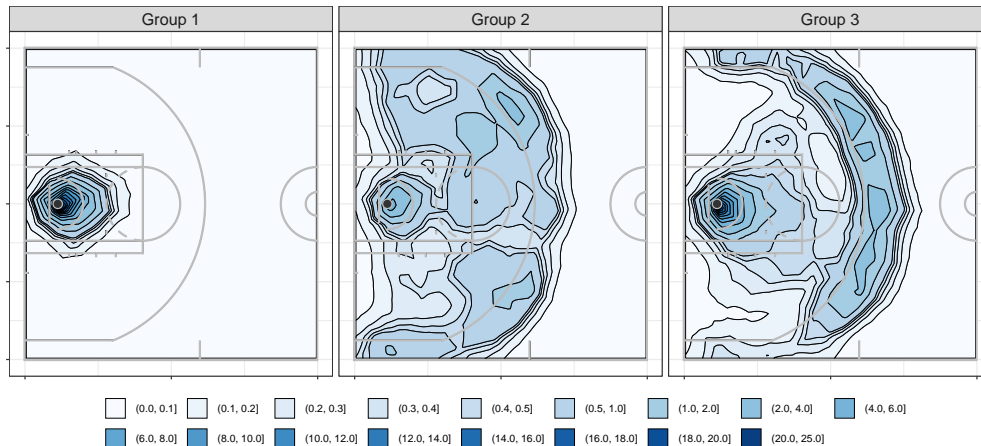 Group 1 Group 2 Group 3
(0.0, 0.1] (0.1, 0.2] (0.2, 0.3] (0.3, 0.4] (0.4, 0.5] (0.5, 1.0] (1.0, 2.0] (2.0, 4.0] (4.0, 6.0]
(6.0, 8.0] (8.0, 10.0] (10.0, 12.0] (12.0, 14.0] (14.0, 16.0] (16.0, 18.0] (18.0, 20.0] (20.0, 25.0]